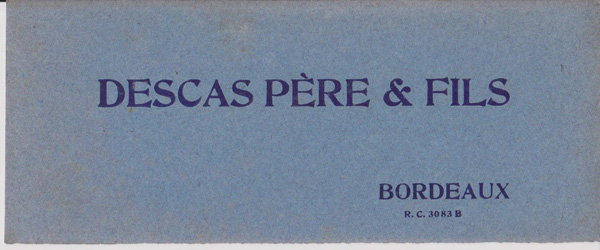 DESCAS PÈRE & FILS
BORDEAUX
R. C. 3083 B